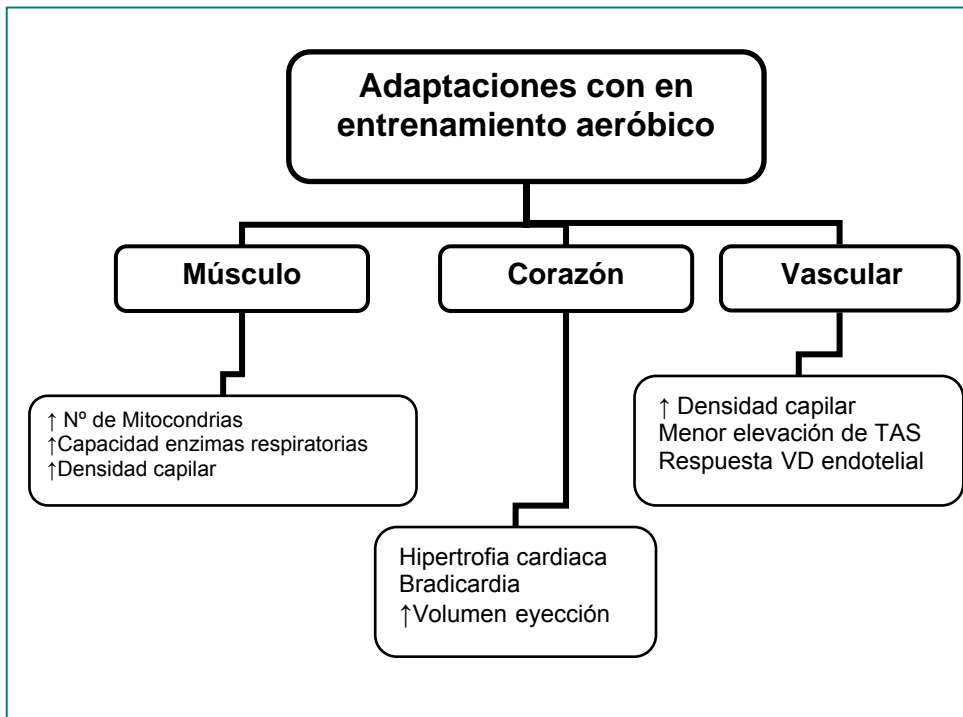 Adaptaciones con en
entrenamiento aeróbico
Músculo
Corazón
Vascular
↑ Nº de Mitocondrias
↑Capacidad enzimas respiratorias
↑Densidad capilar
↑ Densidad capilar
Menor elevación de TAS
Respuesta VD endotelial
Hipertrofia cardiaca
Bradicardia
↑Volumen eyección